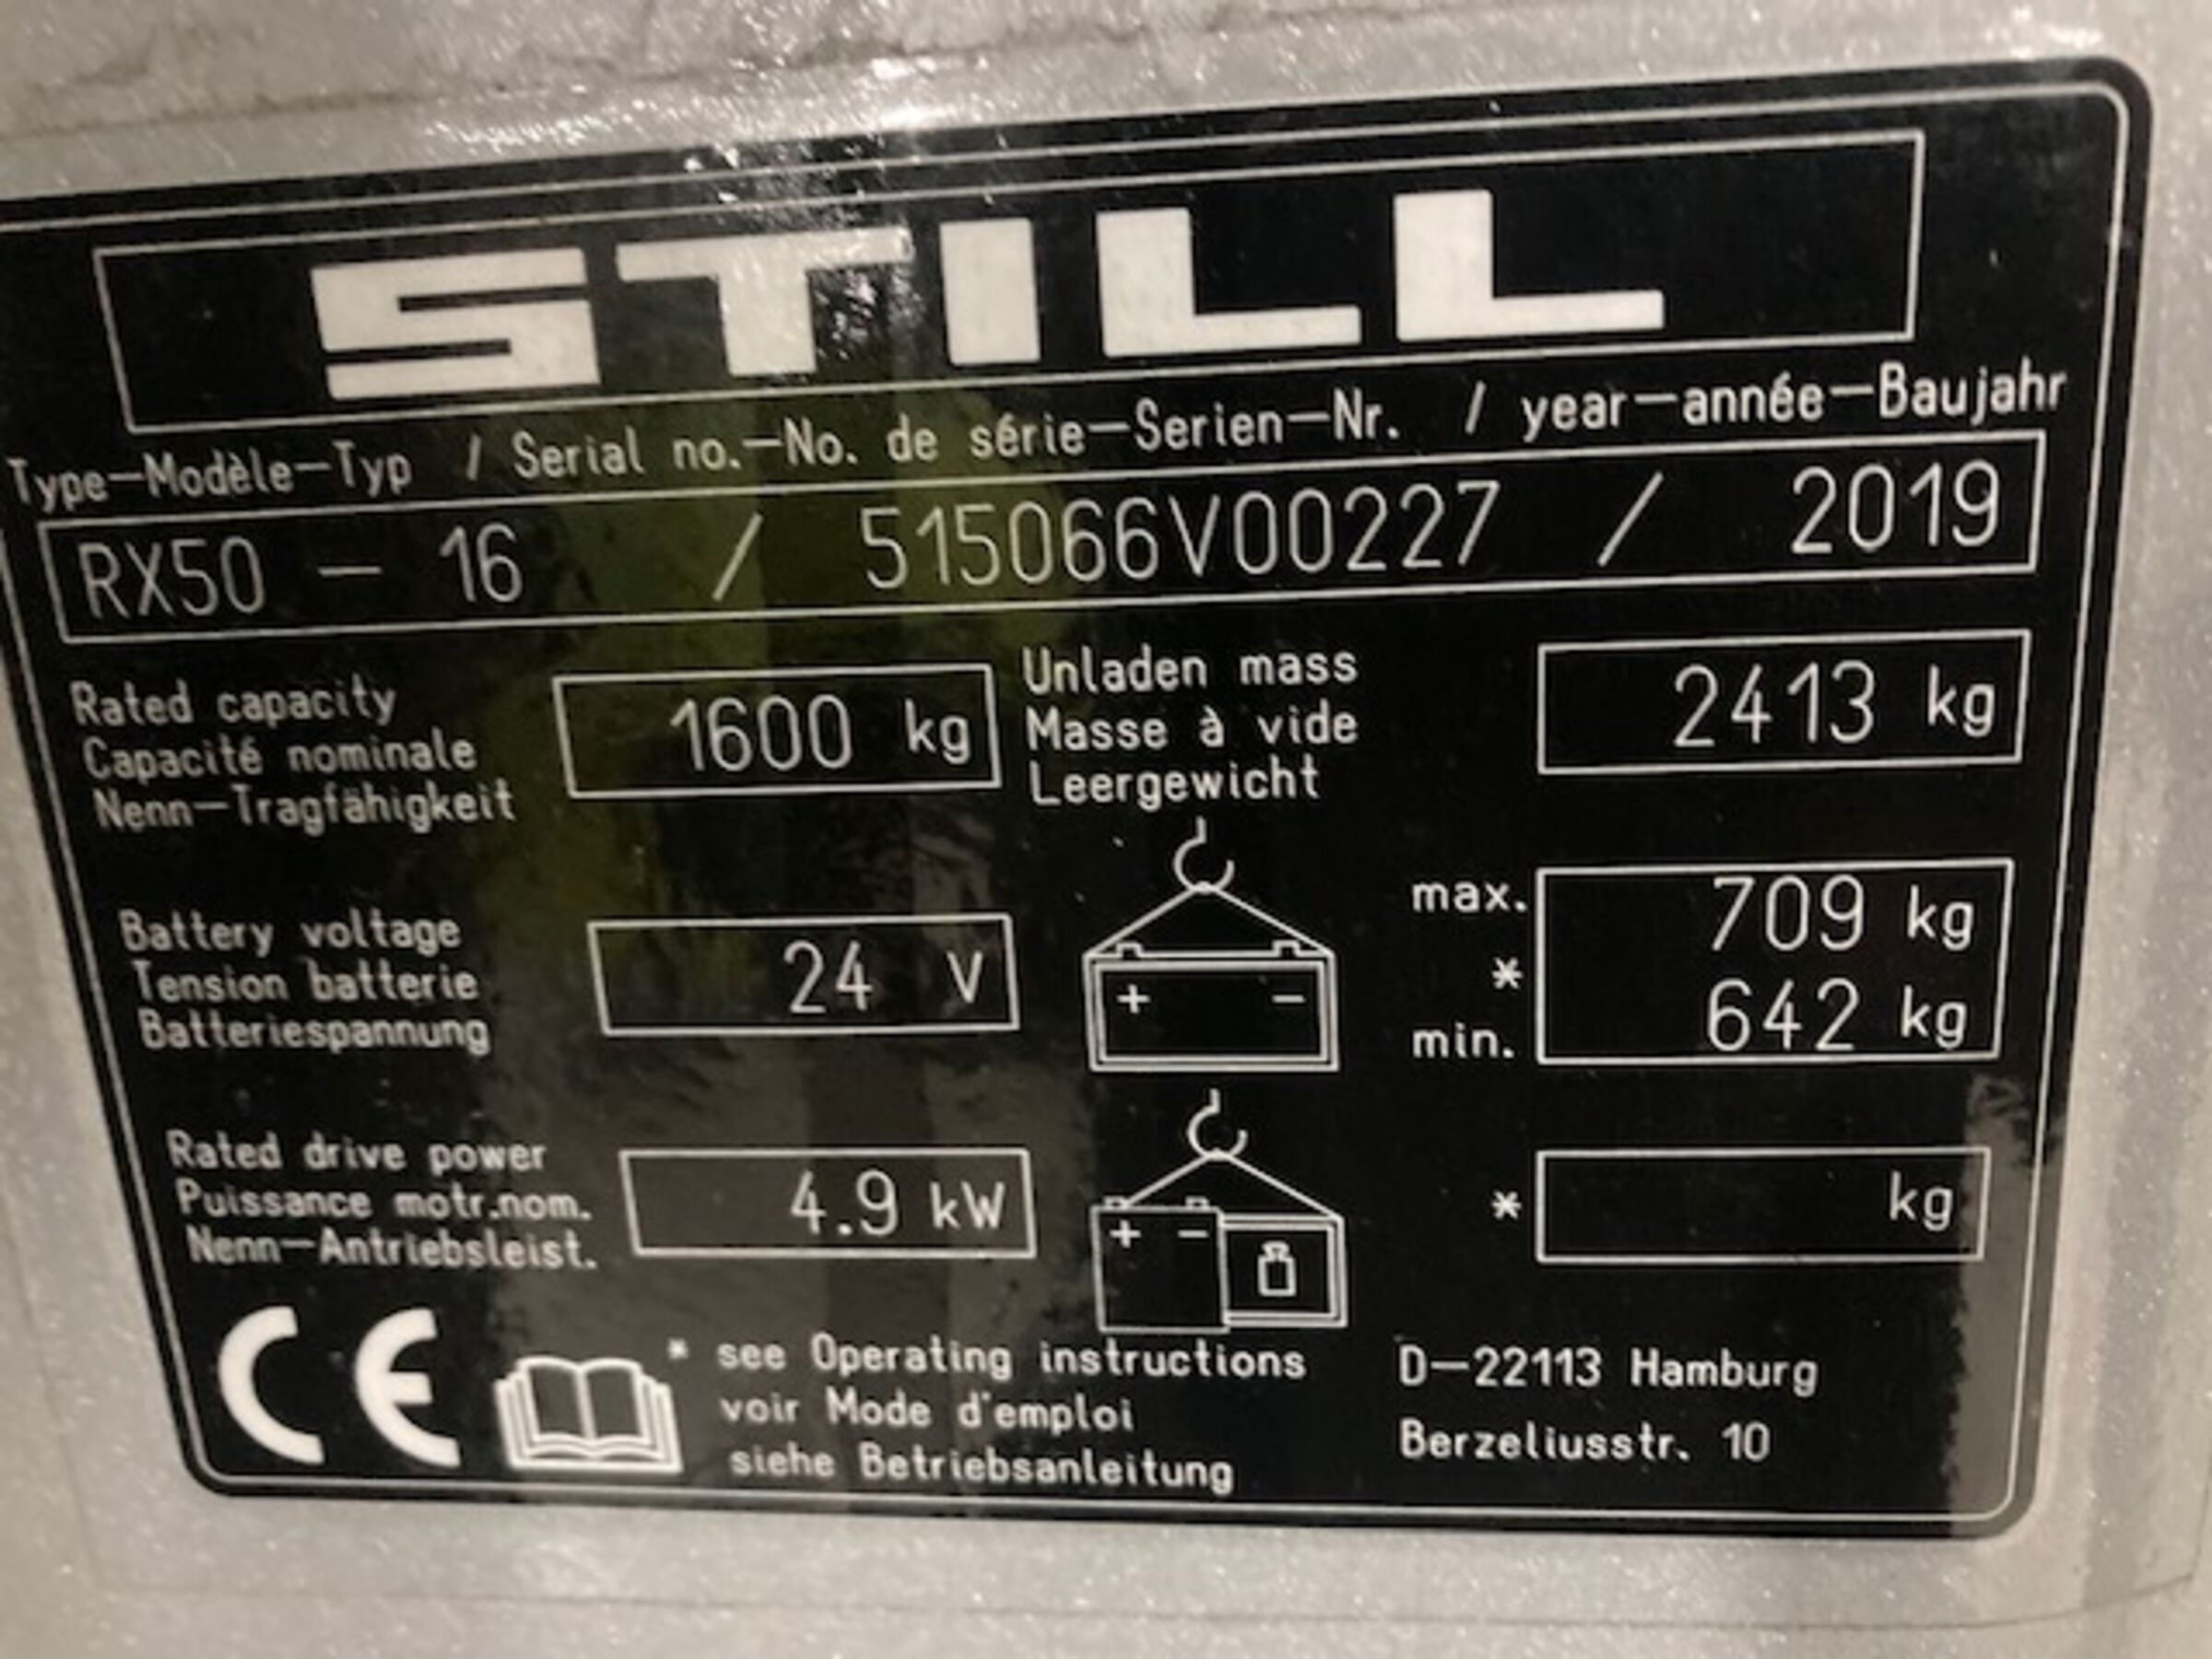 STILL
Type-Modèle-Typ / Serial no.-No. de série-Serien-Nr. / year-année-Baujahr
RX50 - 16 / 515066V00227 / 2019
Rated capacity
Capacité nominale
Nenn-Tragfähigkeit
1600 kg
Unladen mass
Masse à vide
Leergewicht
2413 kg
Battery voltage
Tension batterie
Batteriespannung
24 V
+ -
max.
*
min.
709 kg
642 kg
Rated drive power
Puissance motr.nom.
Nenn-Antriebsleist.
4.9 kW
+ -
* kg
CE
* see Operating instructions
voir Mode d'emploi
siehe Betriebsanleitung
D-22113 Hamburg
Berzeliusstr. 10